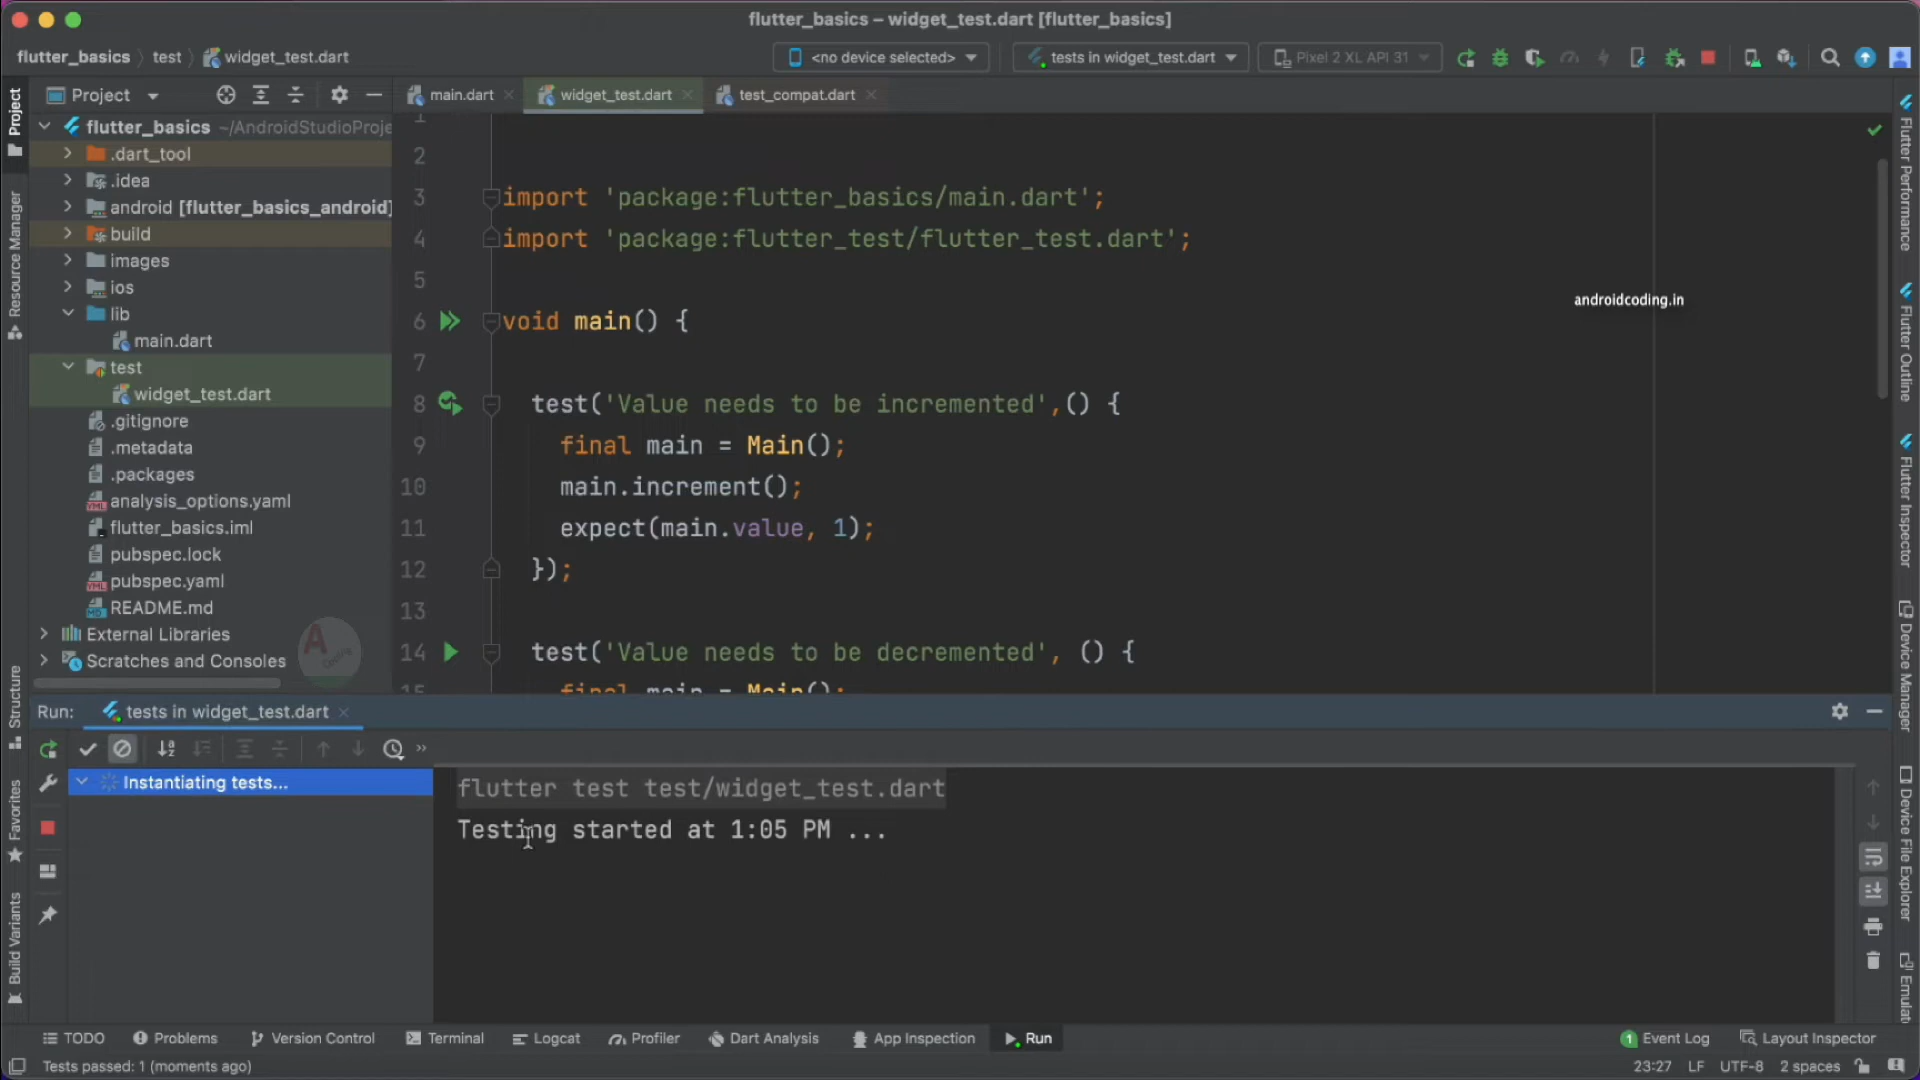 flutter_basics – widget_test.dart [flutter_basics]
flutter_basics
test
widget_test.dart
<no device selected>
tests in widget_test.dart
Pixel 2 XL API 31
Project
main.dart
widget_test.dart
test_compat.dart
flutter_basics ~/AndroidStudioProje
.dart_tool
.idea
android [flutter_basics_android]
build
images
ios
lib
main.dart
test
widget_test.dart
.gitignore
.metadata
.packages
analysis_options.yaml
flutter_basics.iml
pubspec.lock
pubspec.yaml
README.md
External Libraries
Scratches and Consoles
A
Coding
Project
Resource Manager
Structure
Favorites
Build Variants
1
2
3 import 'package:flutter_basics/main.dart';
4 import 'package:flutter_test/flutter_test.dart';
5
6 void main() {
7
8 test('Value needs to be incremented',() {
9 final main = Main();
10 main.increment();
11 expect(main.value, 1);
12 });
13
14 test('Value needs to be decremented', () {
15 final main = Main();
androidcoding.in
Flutter Performance
Flutter Outline
Flutter Inspector
Device Manager
Device File Explorer
Emulat
Run:
tests in widget_test.dart
Instantiating tests...
flutter test test/widget_test.dart
Testing started at 1:05 PM ...
TODO
Problems
Version Control
Terminal
Logcat
Profiler
Dart Analysis
App Inspection
Run
1 Event Log
Layout Inspector
Tests passed: 1 (moments ago)
23:27
LF
UTF-8
2 spaces